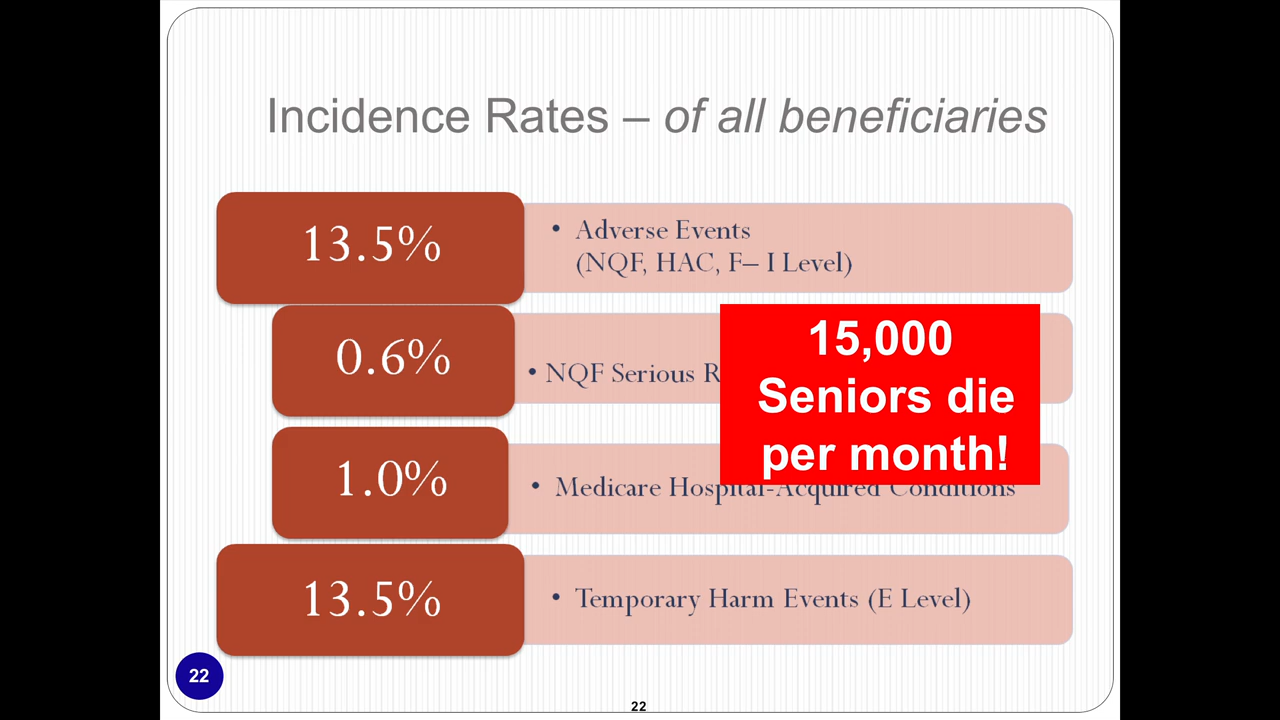 Incidence Rates – of all beneficiaries
13.5%
• Adverse Events
(NQF, HAC, F– I Level)
0.6%
• NQF Serious R
15,000
Seniors die
per month!
1.0%
• Medicare Hospital-Acquired Conditions
13.5%
• Temporary Harm Events (E Level)
22
22